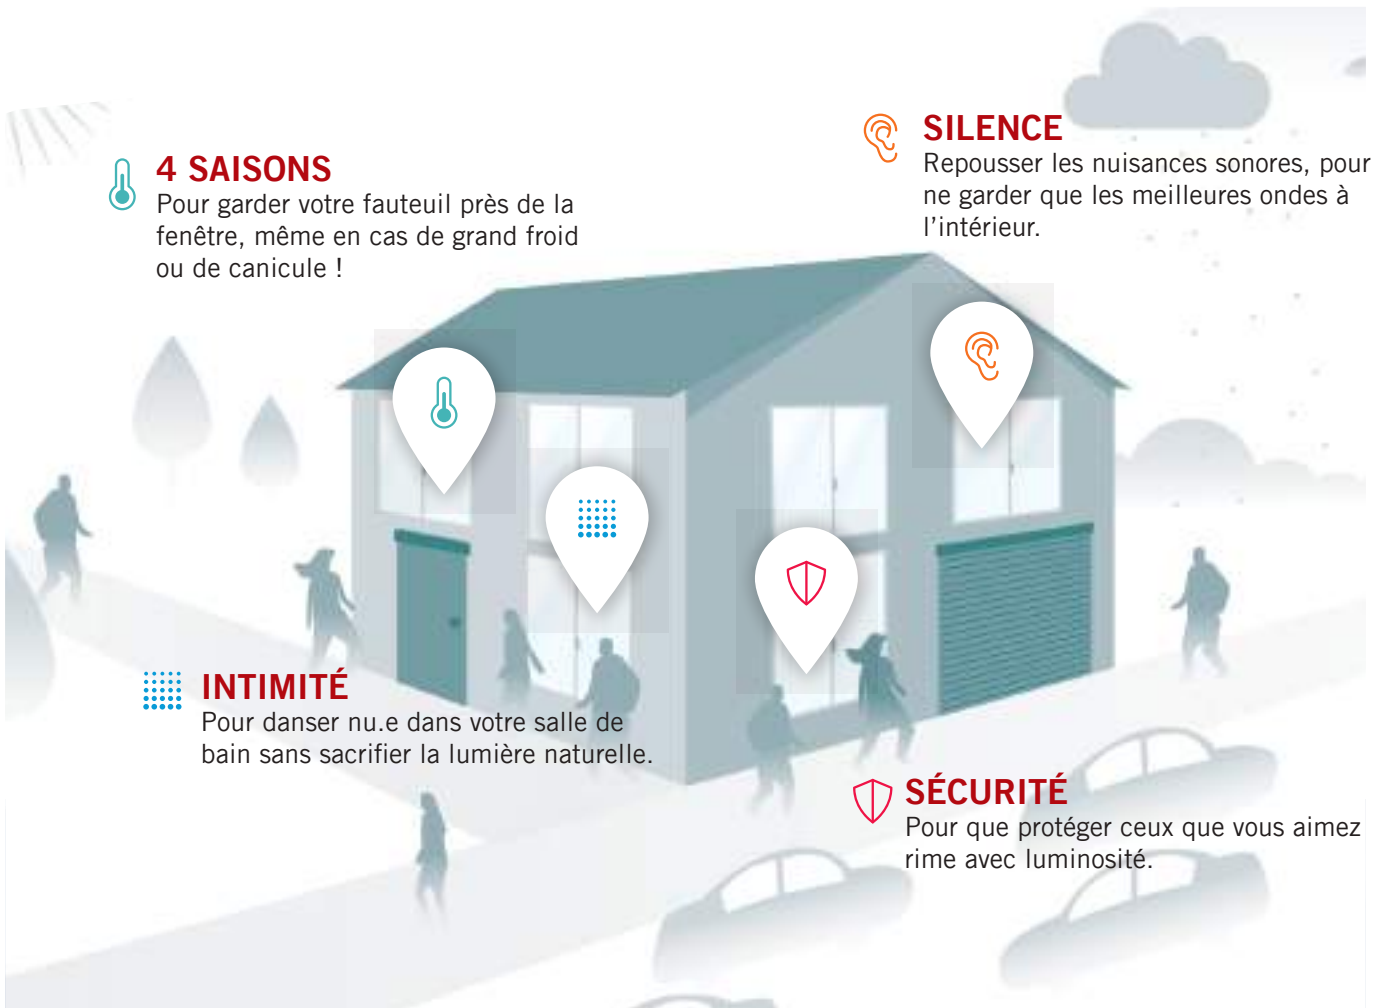 4 SAISONS
Pour garder votre fauteuil près de la
fenêtre, même en cas de grand froid
ou de canicule !
SILENCE
Repousser les nuisances sonores, pour
ne garder que les meilleures ondes à
l’intérieur.
INTIMITÉ
Pour danser nu.e dans votre salle de
bain sans sacrifier la lumière naturelle.
SÉCURITÉ
Pour que protéger ceux que vous aimez
rime avec luminosité.